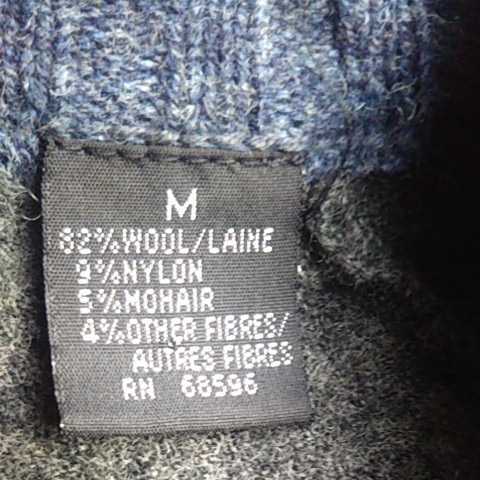 M
82%WOOL/LAINE
9%NYLON
5%MOHAIR
4%OTHER FIBRES/
AUTRES FIBRES
RN 68596